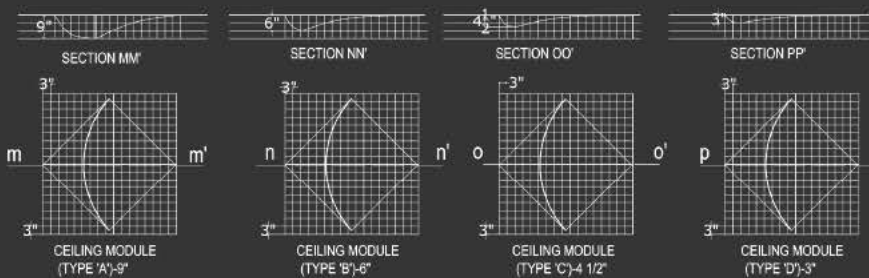 9"
SECTION MM'
6"
SECTION NN'
4 1/2"
SECTION OO'
3"
SECTION PP'
3"
m
m'
3"
CEILING MODULE
(TYPE 'A')-9"
3"
n
n'
3"
CEILING MODULE
(TYPE 'B')-6"
3"
o
o'
3"
CEILING MODULE
(TYPE 'C')-4 1/2"
3"
p
3"
CEILING MODULE
(TYPE 'D')-3"